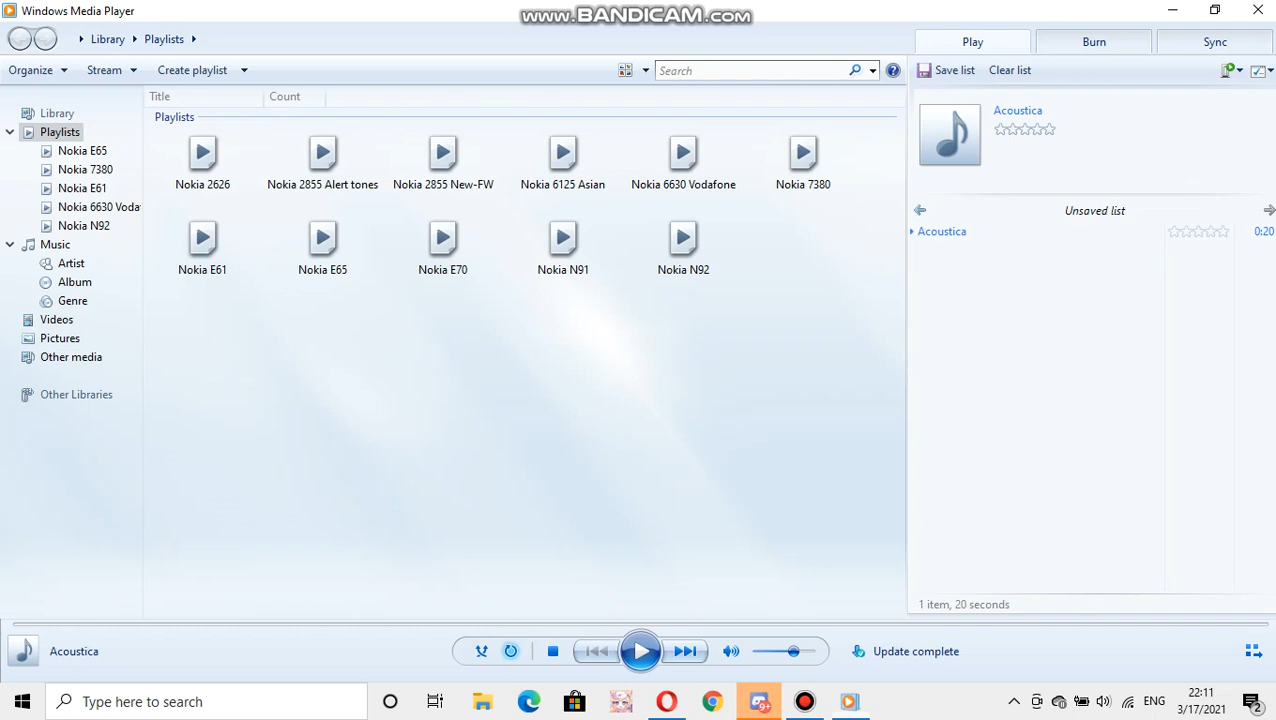 Windows Media Player
www.BANDICAM.com
Library Playlists
Play Burn Sync
Organize Stream Create playlist Search Save list Clear list
Title Count
Library
Playlists
Nokia E65
Nokia 7380
Nokia E61
Nokia 6630 Voda
Nokia N92
Music
Artist
Album
Genre
Videos
Pictures
Other media
Other Libraries
Playlists
Nokia 2626 Nokia 2855 Alert tones Nokia 2855 New-FW Nokia 6125 Asian Nokia 6630 Vodafone Nokia 7380
Nokia E61 Nokia E65 Nokia E70 Nokia N91 Nokia N92
Acoustica
Unsaved list
Acoustica 0:20
1 item, 20 seconds
Acoustica Update complete
Type here to search 9+ ENG 22:11
3/17/2021 2